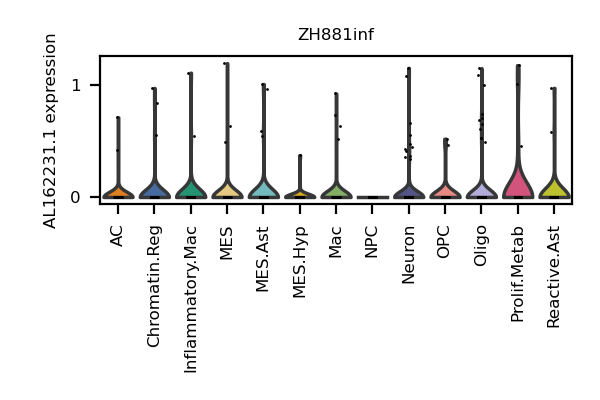 ZH881inf
AL162231.1 expression
1
0
AC
Chromatin.Reg
Inflammatory.Mac
MES
MES.Ast
MES.Hyp
Mac
NPC
Neuron
OPC
Oligo
Prolif.Metab
Reactive.Ast